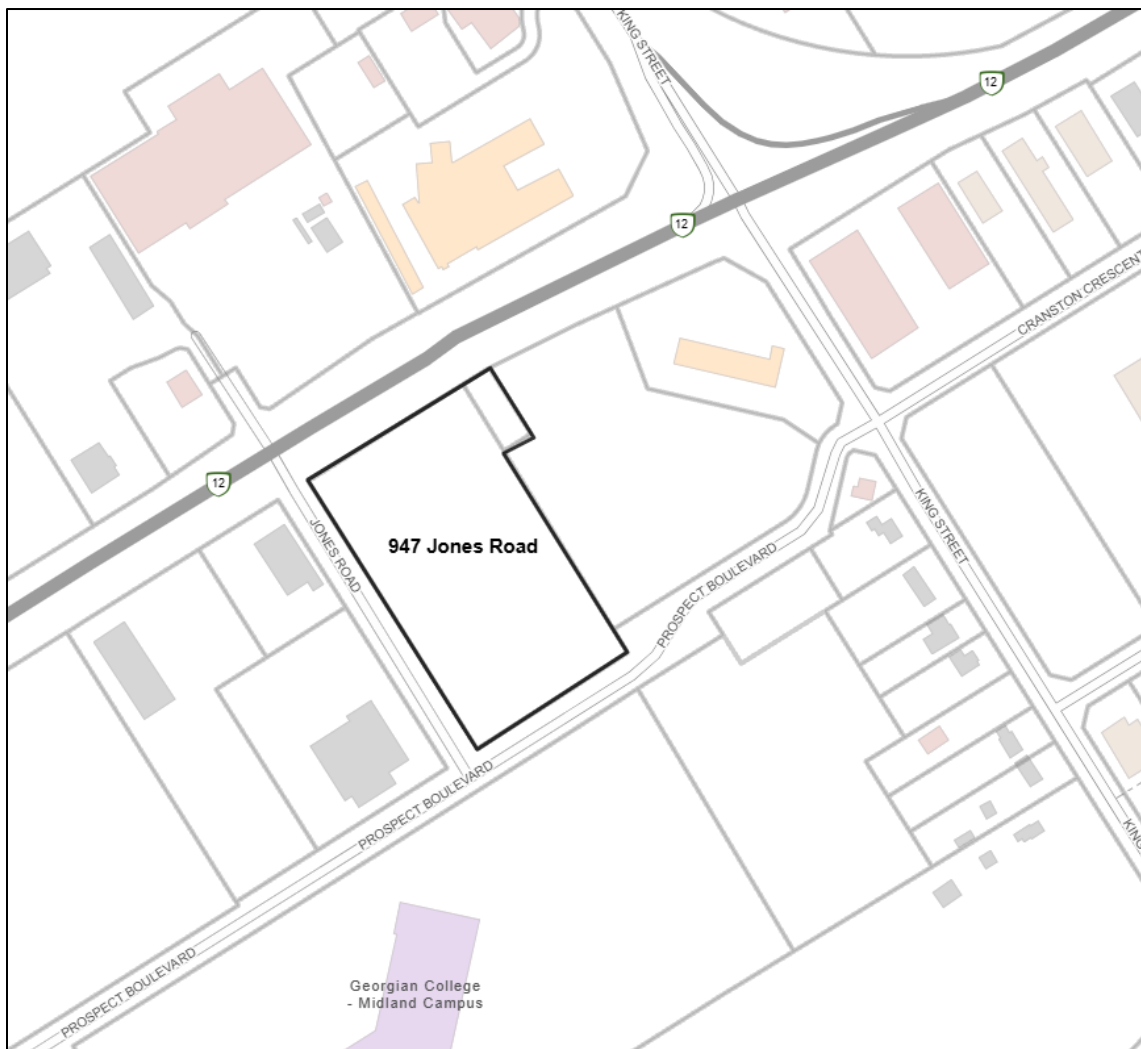 KING STREET
12
12
CRANSTON CRESCENT
12
JONES ROAD
947 Jones Road
KING STREET
PROSPECT BOULEVARD
PROSPECT BOULEVARD
KING
PROSPECT BOULEVARD
Georgian College
- Midland Campus